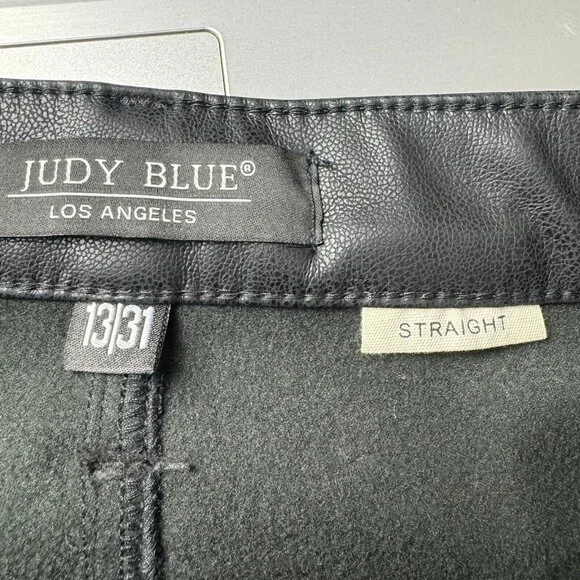 JUDY BLUE®
LOS ANGELES
13|31
STRAIGHT